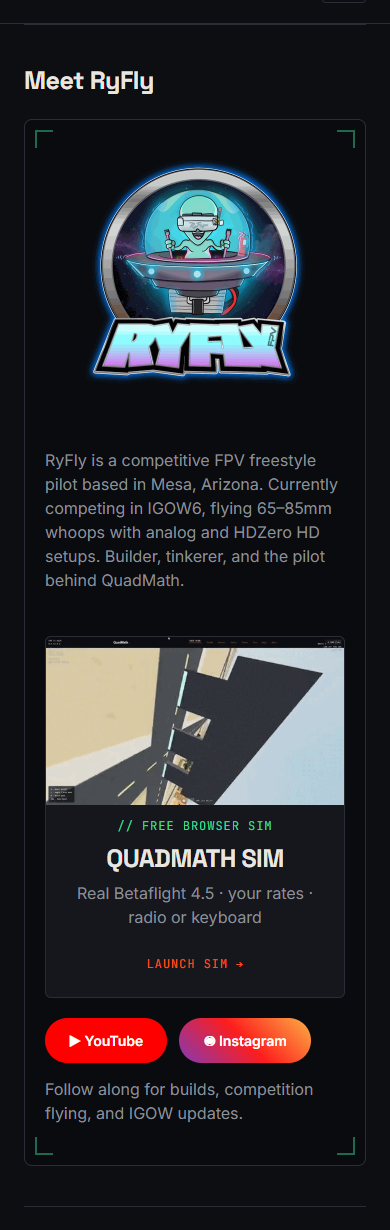 Meet RyFly
RYFLY
FPV
RyFly is a competitive FPV freestyle
pilot based in Mesa, Arizona. Currently
competing in IGOW6, flying 65–85mm
whoops with analog and HDZero HD
setups. Builder, tinkerer, and the pilot
behind QuadMath.
QuadMath
// FREE BROWSER SIM
QUADMATH SIM
Real Betaflight 4.5 · your rates ·
radio or keyboard
LAUNCH SIM →
▶ YouTube
◉ Instagram
Follow along for builds, competition
flying, and IGOW updates.